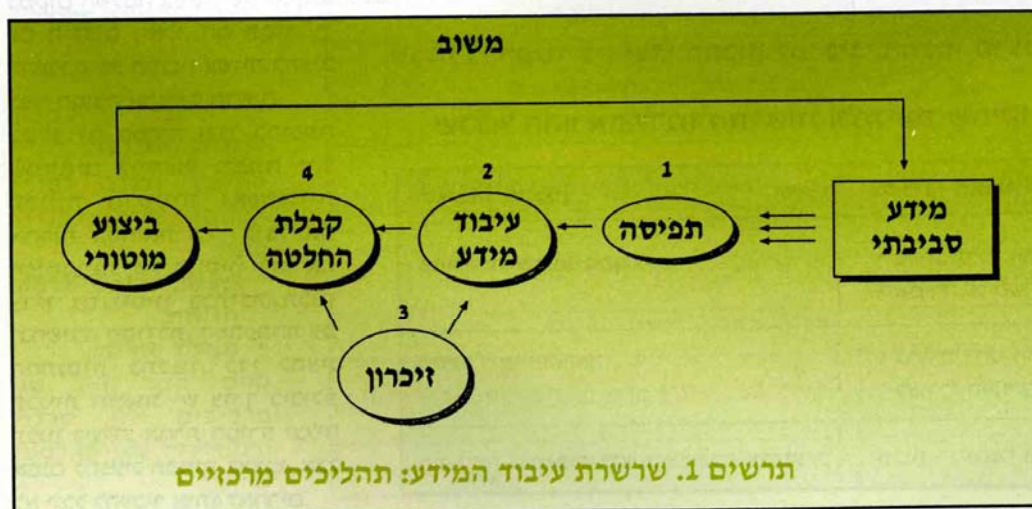 משוב
1
2
4
מידע
סביבתי
תפיסה
עיבוד
מידע
קבלת
החלטה
ביצוע
מוטורי
3
זיכרון
תרשים 1. שרשרת עיבוד המידע: תהליכים מרכזיים